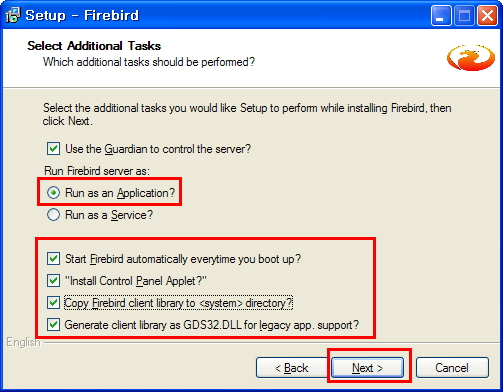 Setup - Firebird
Select Additional Tasks
Which additional tasks should be performed?
Select the additional tasks you would like Setup to perform while installing Firebird, then
click Next.
Use the Guardian to control the server?
Run Firebird server as:
Run as an Application?
Run as a Service?
Start Firebird automatically everytime you boot up?
"Install Control Panel Applet?"
Copy Firebird client library to <system> directory?
Generate client library as GDS32.DLL for legacy app. support?
English
< Back
Next >
Cancel